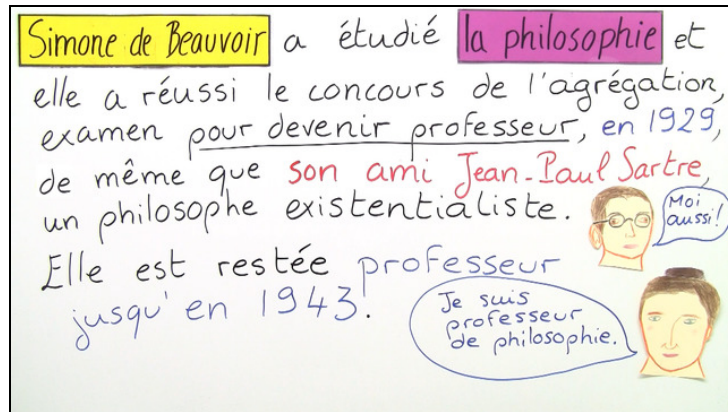 Simone de Beauvoir a étudié la philosophie et
elle a réussi le concours de l'agrégation,
examen pour devenir professeur, en 1929,
de même que son ami Jean-Paul Sartre,
un philosophe existentialiste.
Moi
aussi!
Elle est restée professeur
jusqu'en 1943.
Je suis
professeur
de philosophie.